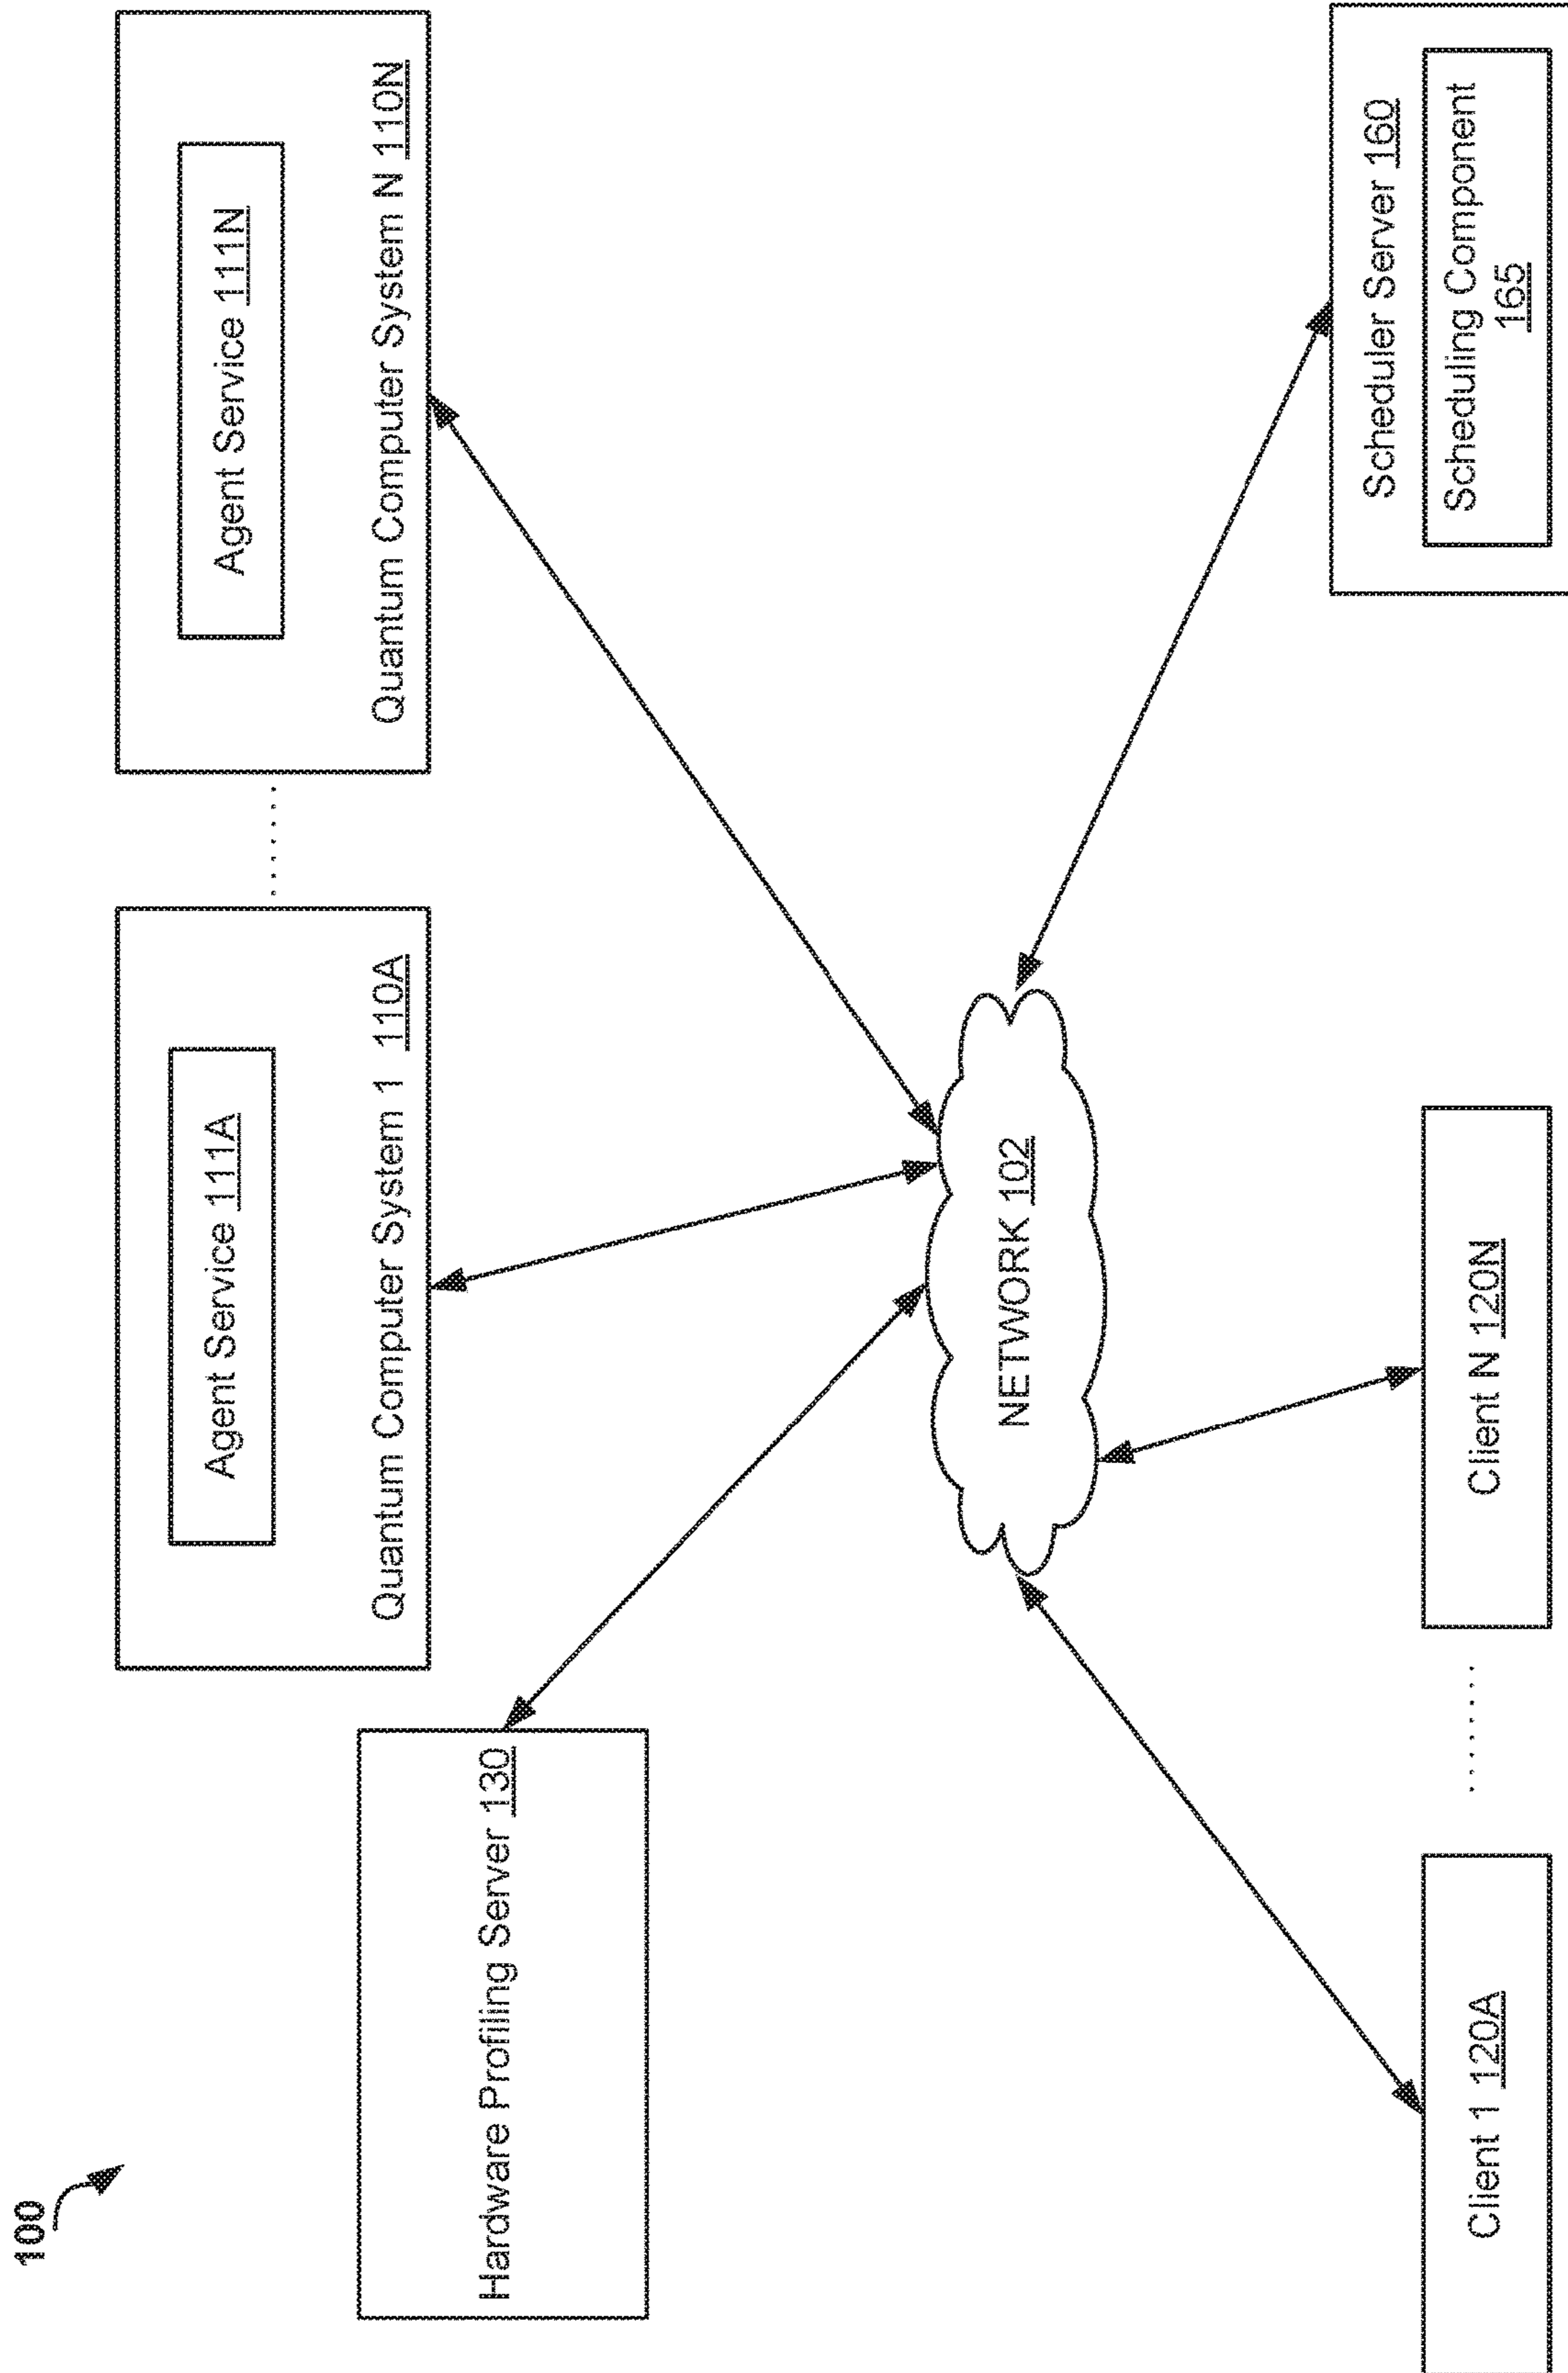 100
Agent Service 111A
Quantum Computer System 1 110A
Agent Service 111N
Quantum Computer System N 110N
Hardware Profiling Server 130
NETWORK 102
Client 1 120A
Client N 120N
Scheduler Server 160
Scheduling Component
165